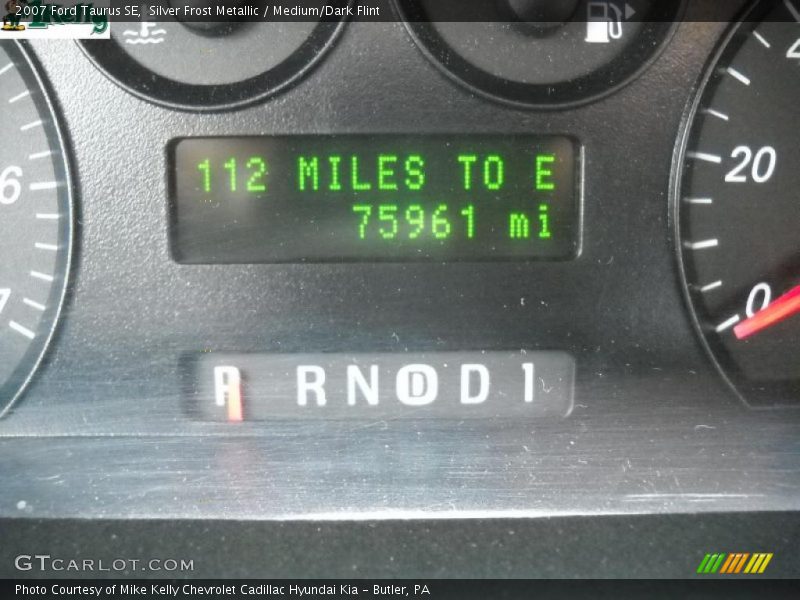 2007 Ford Taurus SE, Silver Frost Metallic / Medium/Dark Flint
112 MILES TO E
75961 mi
6
20
0
P R N D D 1
GTCARLOT.COM
Photo Courtesy of Mike Kelly Chevrolet Cadillac Hyundai Kia – Butler, PA